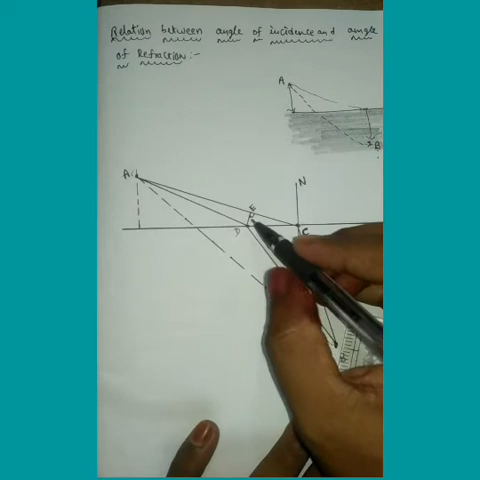 Relation between angle of incidence and angle
of Refraction:-
A
B
A
N
E
D
C